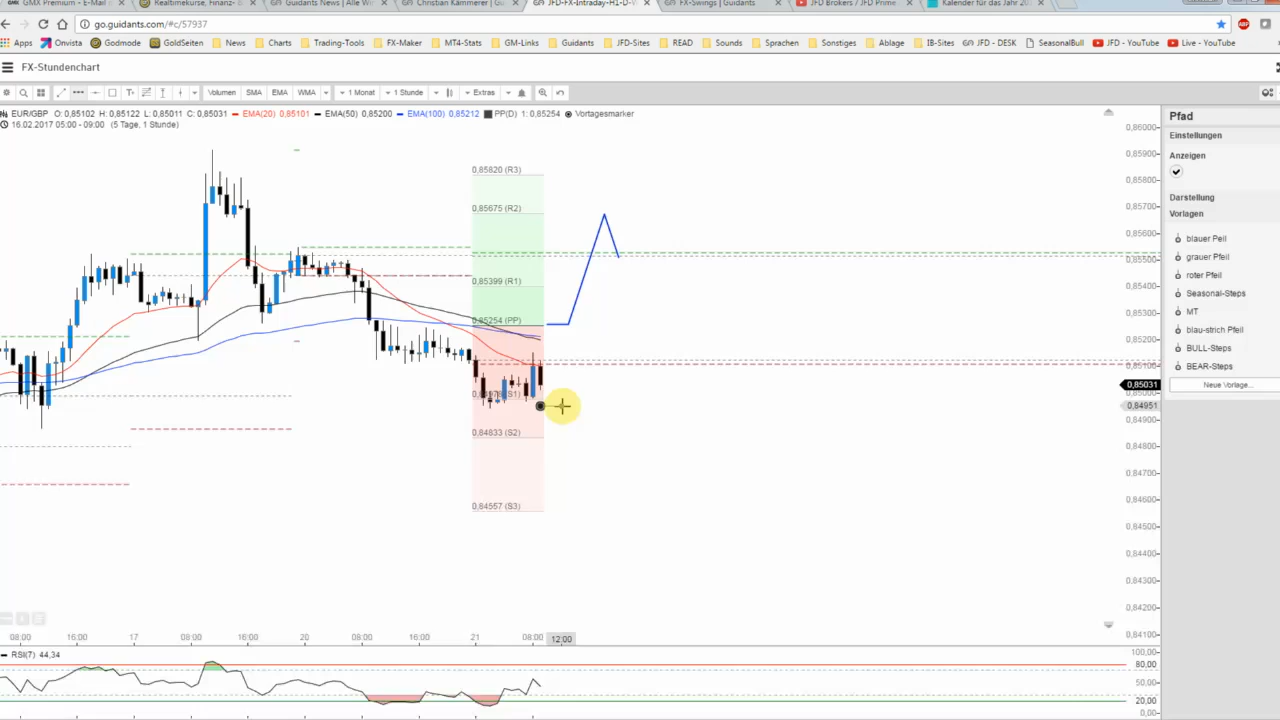 GMX Premium - E-Mail
Realtimekurse, Finanz- B
Guidants News | Alle Wi
Christian Kämmerer | Gu
JFD-FX-Intraday-H1-D-W
FX-Swings | Guidants
JFD Brokers / JFD Prime
Kalender für das Jahr 201
go.guidants.com/#c/57937
Apps Onvista Godmode GoldSeiten News Charts Trading-Tools FX-Maker MT4-Stats GM-Links Guidants JFD-Sites READ Sounds Sprachen Sonstiges Ablage IB-Sites JFD - DESK SeasonalBull JFD - YouTube Live - YouTube
FX-Stundenchart
Volumen SMA EMA WMA 1 Monat 1 Stunde Extras
EUR/GBP O: 0,85102 H: 0,85122 L: 0,85011 C: 0,85031 EMA(20) 0,85101 EMA(50) 0,85200 EMA(100) 0,85212 PP(D) 1: 0,85254 Vortagesmarker
16.02.2017 05:00 - 09:00 (5 Tage, 1 Stunde)
0,85820 (R3)
0,85675 (R2)
0,85399 (R1)
0,85254 (PP)
0,84978 (S1)
0,84833 (S2)
0,84557 (S3)
0,86000
0,85900
0,85800
0,85700
0,85600
0,85500
0,85400
0,85300
0,85200
0,85100
0,85031
0,84951
0,84900
0,84800
0,84700
0,84600
0,84500
0,84400
0,84300
0,84200
0,84100
08:00 16:00 17 08:00 16:00 20 08:00 16:00 21 08:00 12:00
RSI(7) 44,34
100,00
80,00
50,00
20,00
0,00
Pfad
Einstellungen
Anzeigen
Darstellung
Vorlagen
blauer Peil
grauer Pfeil
roter Pfeil
Seasonal-Steps
MT
blau-strich Pfeil
BULL-Steps
BEAR-Steps
Neue Vorlage...